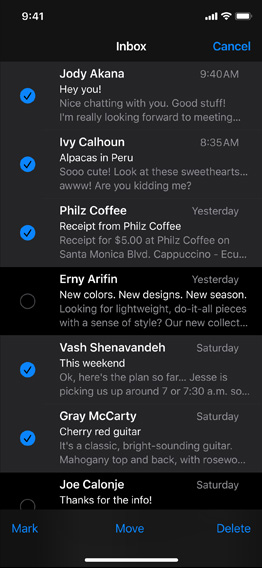 9:41
Inbox
Cancel
Jody Akana
9:40 AM
Hey you!
Nice chatting with you. Good stuff!
I'm really looking forward to meeting...
Ivy Calhoun
8:35 AM
Alpacas in Peru
Sooo cute! Look at these sweethearts...
awww! Are you kidding me?
Philz Coffee
Yesterday
Receipt from Philz Coffee
Receipt for $5.00 at Philz Coffee on
Santa Monica Blvd. Cappuccino - Ecu...
Erny Arifin
Yesterday
New colors. New designs. New season.
Looking for lightweight, do-it-all pieces
with a sense of style? Our new collect...
Vash Shenavandeh
Saturday
This weekend
Ok, here's the plan so far... Jesse is
picking us up around 7 or 7:30 a.m. so...
Gray McCarty
Saturday
Cherry red guitar
It's a classic, bright-sounding guitar.
Mahogany top and back, with rosewo...
Joe Calonje
Saturday
Thanks for the info!
Mark
Move
Delete